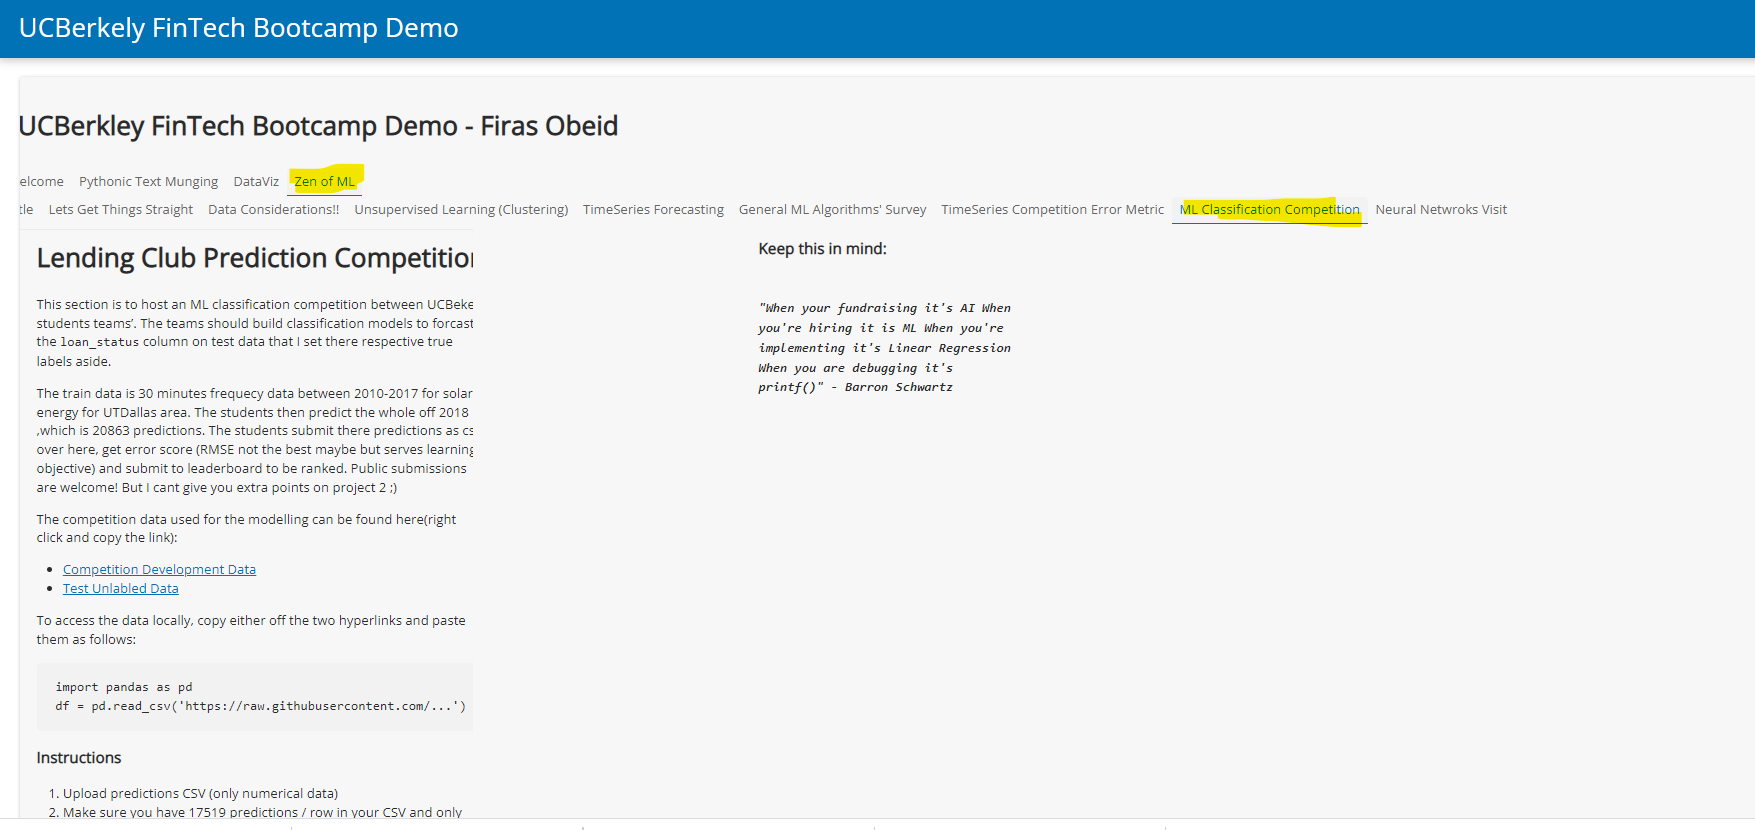 UCBerkely FinTech Bootcamp Demo
UCBerkley FinTech Bootcamp Demo - Firas Obeid
elcome Pythonic Text Munging DataViz Zen of ML
tle Lets Get Things Straight Data Considerations!! Unsupervised Learning (Clustering) TimeSeries Forecasting General ML Algorithms' Survey TimeSeries Competition Error Metric ML Classification Competition Neural Netwroks Visit
Lending Club Prediction Competitio
This section is to host an ML classification competition between UCBeke
students teams’. The teams should build classification models to forcast
the loan_status column on test data that I set there respective true
labels aside.
The train data is 30 minutes frequecy data between 2010-2017 for solar
energy for UTDallas area. The students then predict the whole off 2018
,which is 20863 predictions. The students submit there predictions as cs
over here, get error score (RMSE not the best maybe but serves learning
objective) and submit to leaderboard to be ranked. Public submissions
are welcome! But I cant give you extra points on project 2 ;)
The competition data used for the modelling can be found here(right
click and copy the link):
• Competition Development Data
• Test Unlabled Data
To access the data locally, copy either off the two hyperlinks and paste
them as follows:
import pandas as pd
df = pd.read_csv('https://raw.githubusercontent.com/...')
Instructions
1. Upload predictions CSV (only numerical data)
2. Make sure you have 17519 predictions / row in your CSV and only
Keep this in mind:
"When your fundraising it's AI When
you're hiring it is ML When you're
implementing it's Linear Regression
When you are debugging it's
printf()" - Barron Schwartz